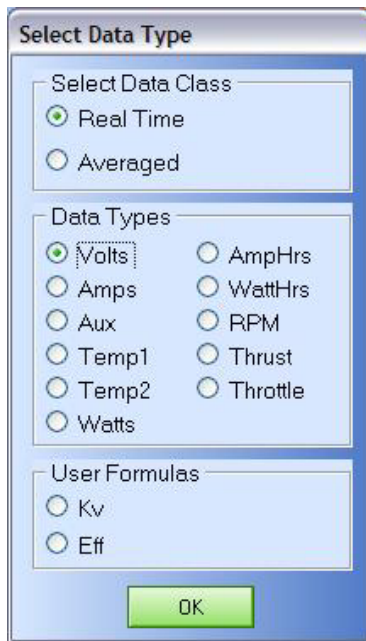 Select Data Type
Select Data Class
Real Time
Averaged
Data Types
Volts
Amps
Aux
Temp1
Temp2
Watts
AmpHrs
WattHrs
RPM
Thrust
Throttle
User Formulas
Kv
Eff
OK